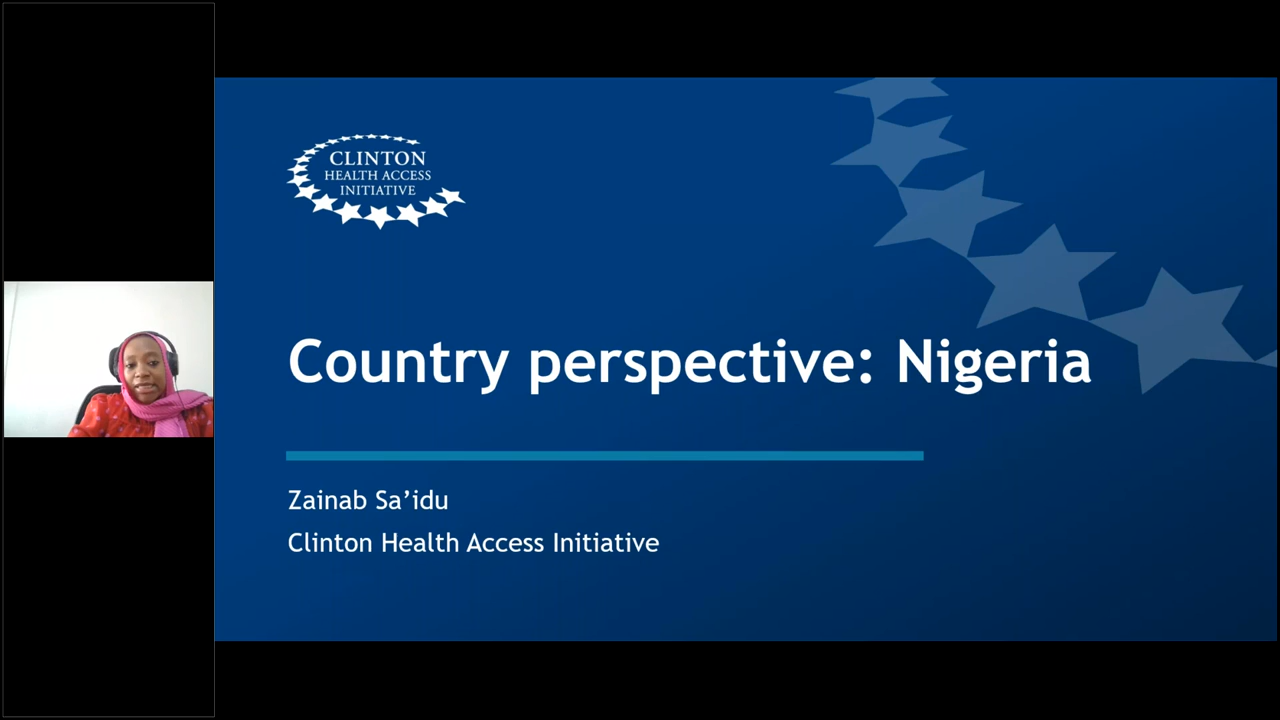 CLINTON
HEALTH ACCESS
INITIATIVE
Country perspective: Nigeria
Zainab Sa’idu
Clinton Health Access Initiative